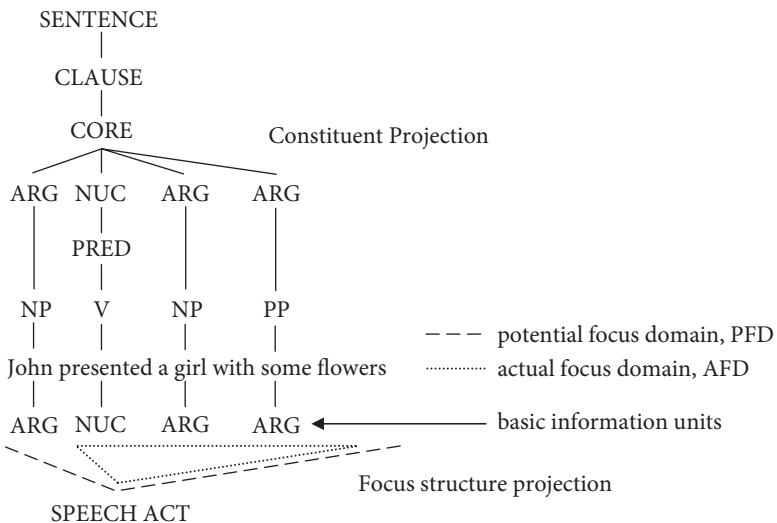 SENTENCE
CLAUSE
CORE
Constituent Projection
ARG NUC ARG ARG
PRED
NP V NP PP
potential focus domain, PFD
John presented a girl with some flowers
actual focus domain, AFD
ARG NUC ARG ARG
basic information units
Focus structure projection
SPEECH ACT